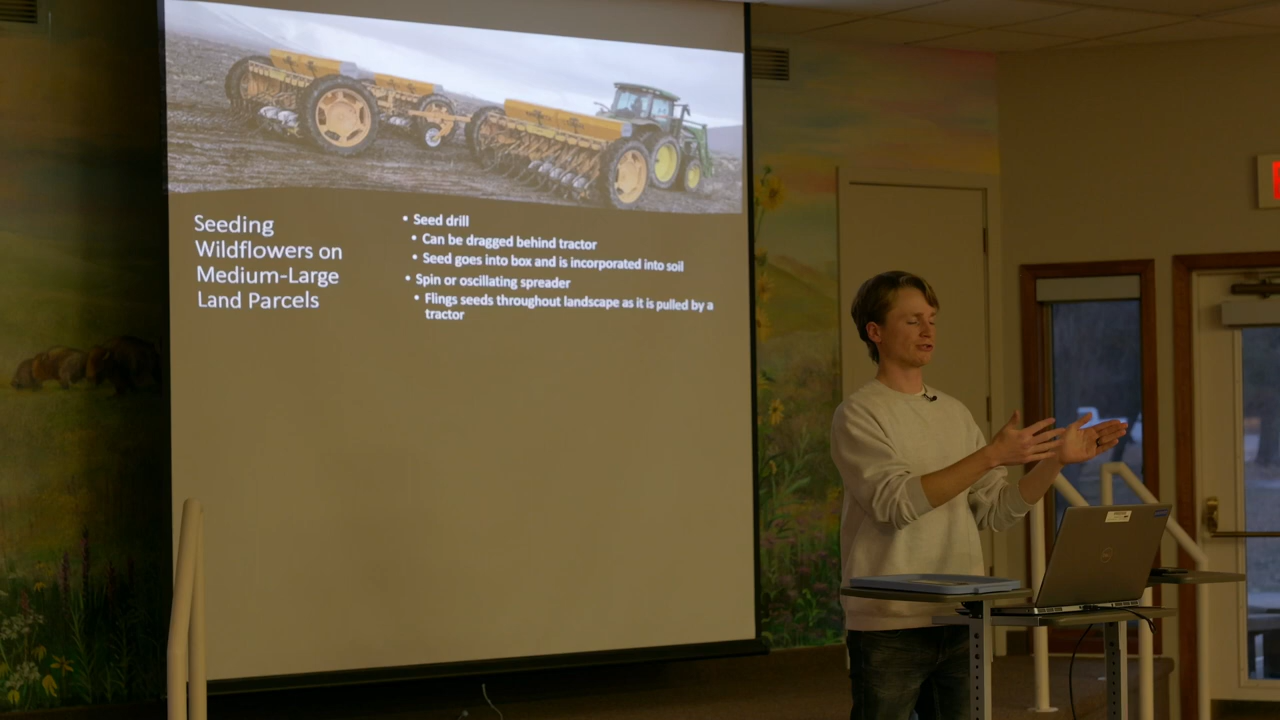 Seeding
Wildflowers on
Medium-Large
Land Parcels
• Seed drill
• Can be dragged behind tractor
• Seed goes into box and is incorporated into soil
• Spin or oscillating spreader
• Flings seeds throughout landscape as it is pulled by a
tractor